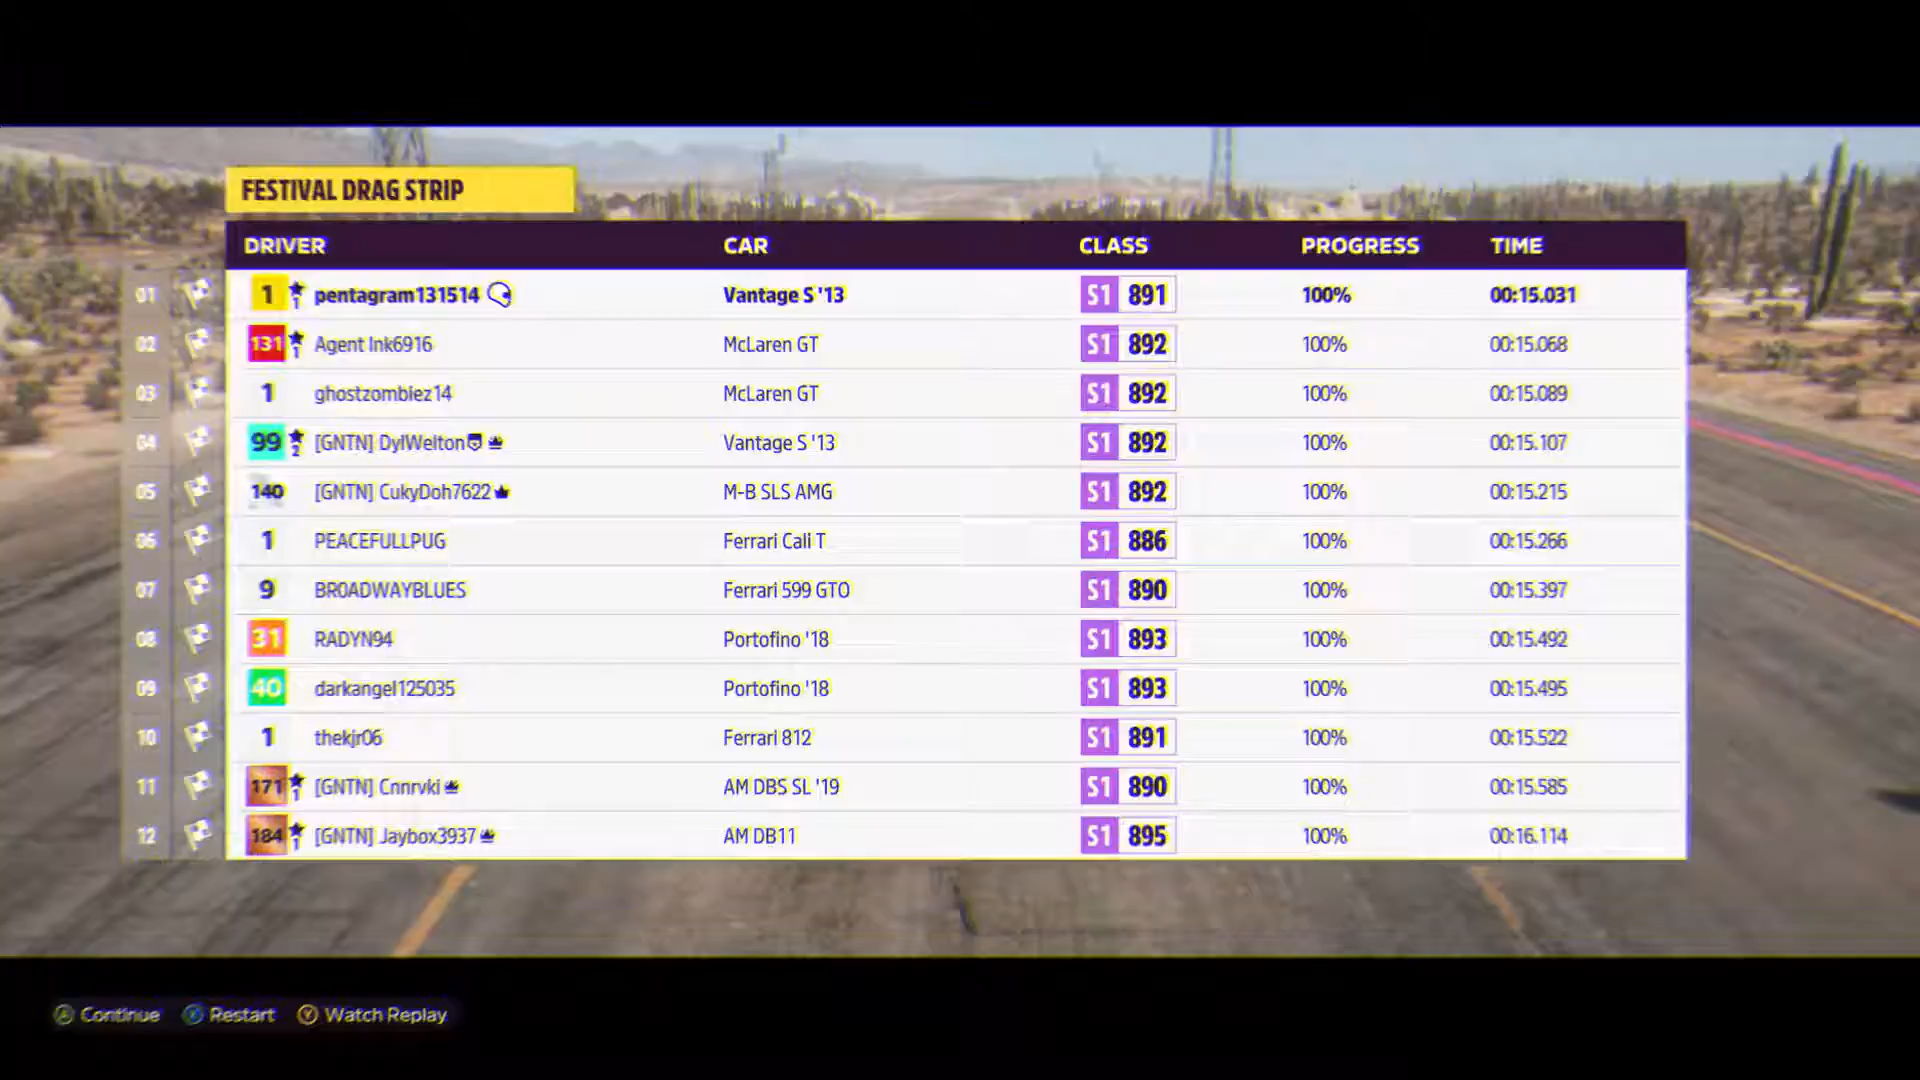 FESTIVAL DRAG STRIP
DRIVER CAR CLASS PROGRESS TIME
01 1 1 pentagram131514 Vantage S '13 S1 891 100% 00:15.031
02 131 1 Agent Ink6916 McLaren GT S1 892 100% 00:15.068
03 1 ghostzombiez14 McLaren GT S1 892 100% 00:15.089
04 99 2 [GNTN] DylWelton Vantage S '13 S1 892 100% 00:15.107
05 140 [GNTN] CukyDoh7622 M-B SLS AMG S1 892 100% 00:15.215
06 1 PEACEFULLPUG Ferrari Cali T S1 886 100% 00:15.266
07 9 BROADWAYBLUES Ferrari 599 GTO S1 890 100% 00:15.397
08 31 RADYN94 Portofino '18 S1 893 100% 00:15.492
09 40 darkangel125035 Portofino '18 S1 893 100% 00:15.495
10 1 thekjr06 Ferrari 812 S1 891 100% 00:15.522
11 171 1 [GNTN] Cnnrvki AM DBS SL '19 S1 890 100% 00:15.585
12 184 1 [GNTN] Jaybox3937 AM DB11 S1 895 100% 00:16.114
A Continue X Restart Y Watch Replay